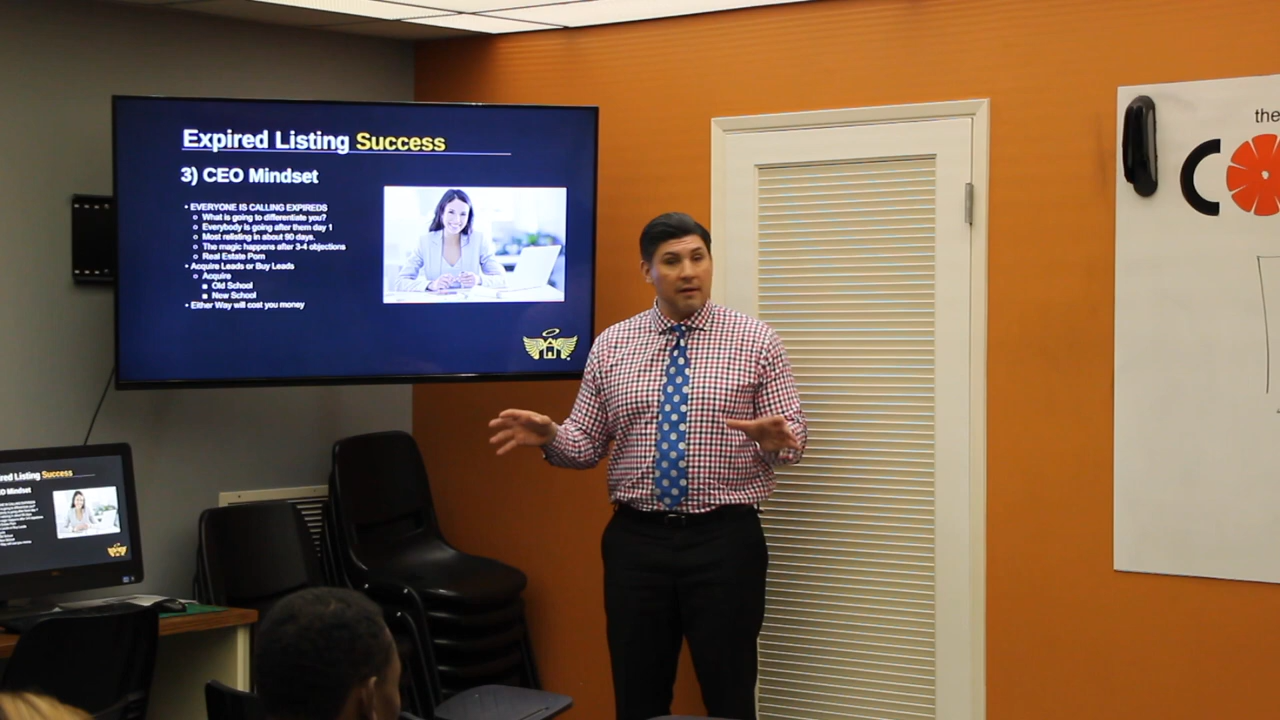 Expired Listing Success
3) CEO Mindset
• EVERYONE IS CALLING EXPIREDS
What is going to differentiate you?
Everybody is going after them day 1
Most relisting in about 90 days.
The magic happens after 3-4 objections
Real Estate Porn
• Acquire Leads or Buy Leads
Acquire
Old School
New School
• Either Way will cost you money
the
CO
Expired Listing Success
Mindset